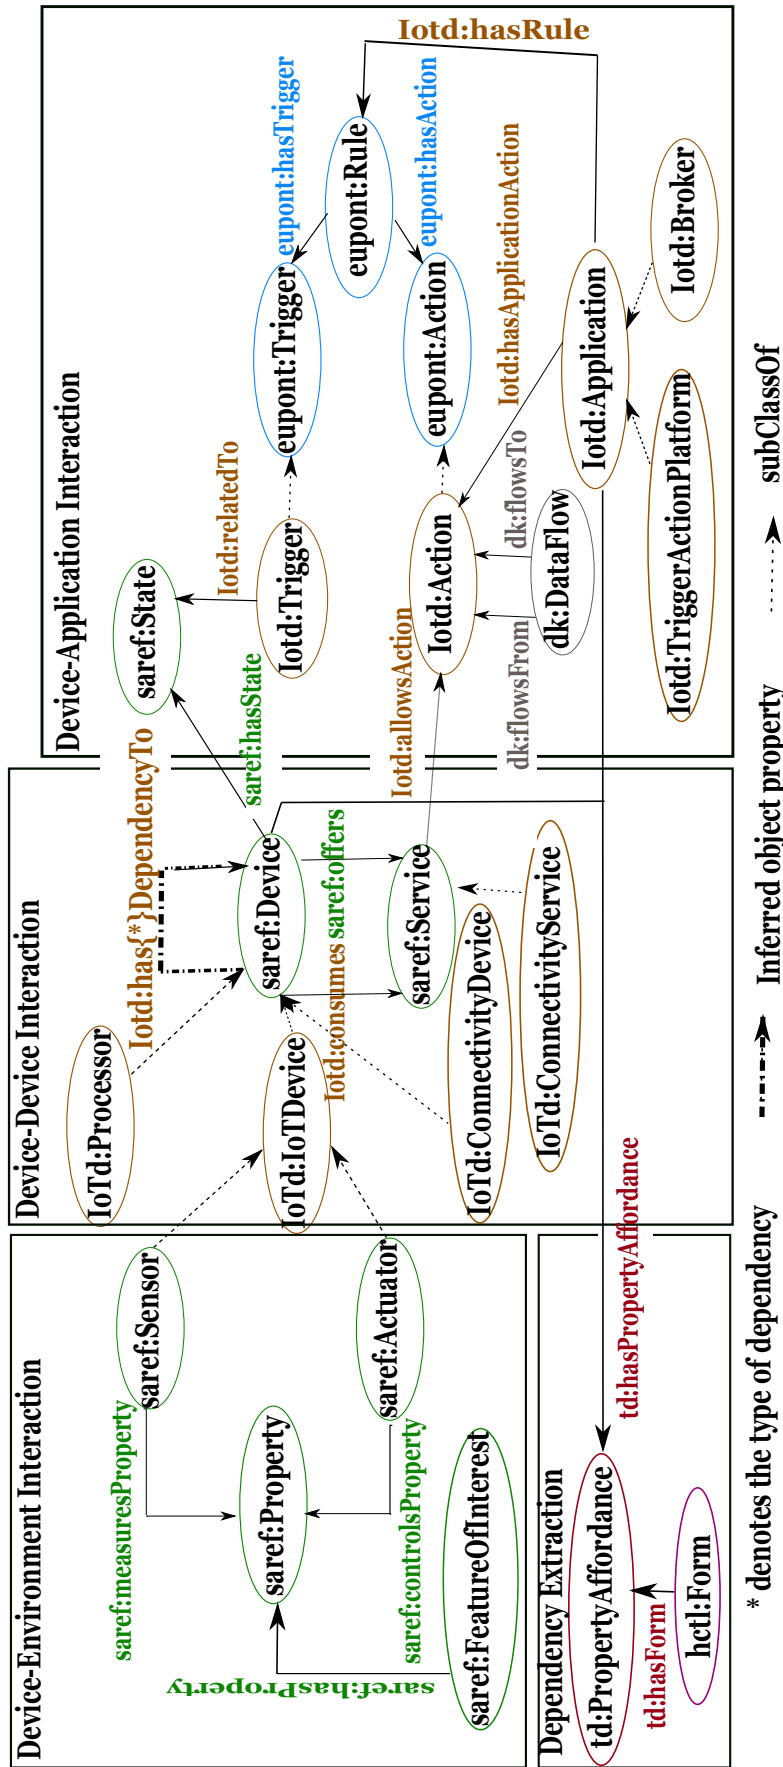 Device-Environment Interaction
saref:measuresProperty
saref:Sensor
saref:Property
saref:hasProperty
saref:controlsProperty
saref:Actuator
saref:FeatureOfInterest
Dependency Extraction
td:PropertyAffordance
td:hasPropertyAffordance
td:hasForm
hctl:Form
Device-Device Interaction
IoTd:Processor
Iotd:has{*}DependencyTo
IoTd:IoTDevice
saref:Device
Iotd:consumes
saref:offers
saref:Service
IoTd:ConnectivityDevice
IoTd:ConnectivityService
Device-Application Interaction
saref:State
saref:hasState
Iotd:relatedTo
Iotd:Trigger
eupont:Trigger
eupont:hasTrigger
eupont:Rule
Iotd:hasRule
eupont:hasAction
eupont:Action
Iotd:allowsAction
Iotd:Action
Iotd:hasApplicationAction
dk:flowsFrom
dk:flowsTo
dk:DataFlow
Iotd:Application
Iotd:TriggerActionPlatform
Iotd:Broker
* denotes the type of dependency
Inferred object property
subClassOf